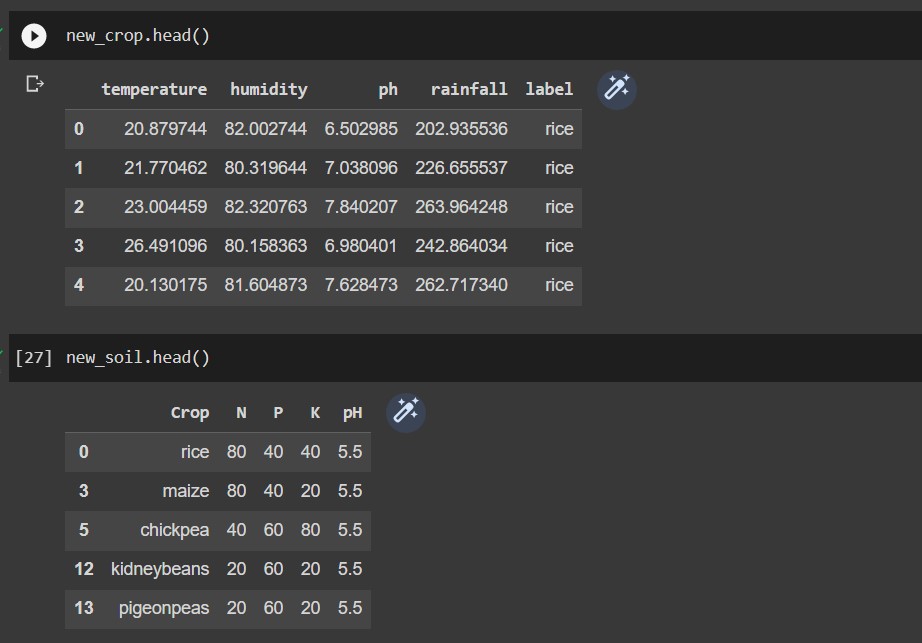 new_crop.head()
temperature humidity ph rainfall label
0 20.879744 82.002744 6.502985 202.935536 rice
1 21.770462 80.319644 7.038096 226.655537 rice
2 23.004459 82.320763 7.840207 263.964248 rice
3 26.491096 80.158363 6.980401 242.864034 rice
4 20.130175 81.604873 7.628473 262.717340 rice
[27] new_soil.head()
Crop N P K pH
0 rice 80 40 40 5.5
3 maize 80 40 20 5.5
5 chickpea 40 60 80 5.5
12 kidneybeans 20 60 20 5.5
13 pigeonpeas 20 60 20 5.5